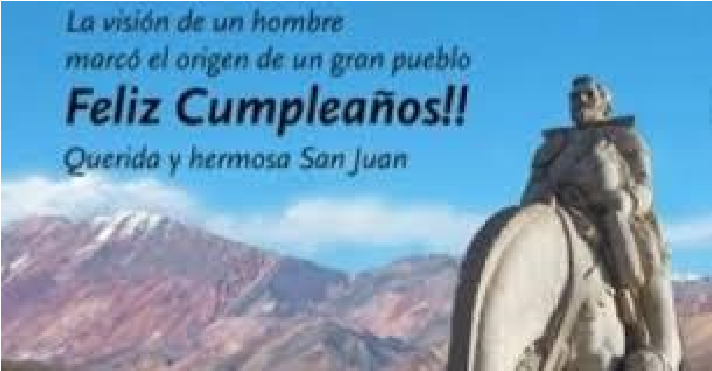 La visión de un hombre
marcó el origen de un gran pueblo
Feliz Cumpleaños!!
Querida y hermosa San Juan